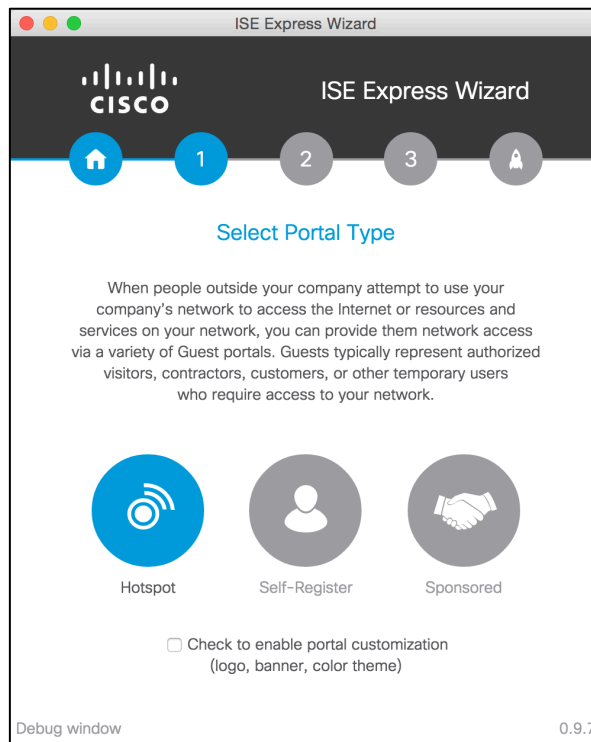 ISE Express Wizard
CISCO
ISE Express Wizard
1
2
3
Select Portal Type
When people outside your company attempt to use your
company's network to access the Internet or resources and
services on your network, you can provide them network access
via a variety of Guest portals. Guests typically represent authorized
visitors, contractors, customers, or other temporary users
who require access to your network.
Hotspot
Self-Register
Sponsored
Check to enable portal customization
(logo, banner, color theme)
Debug window
0.9.7